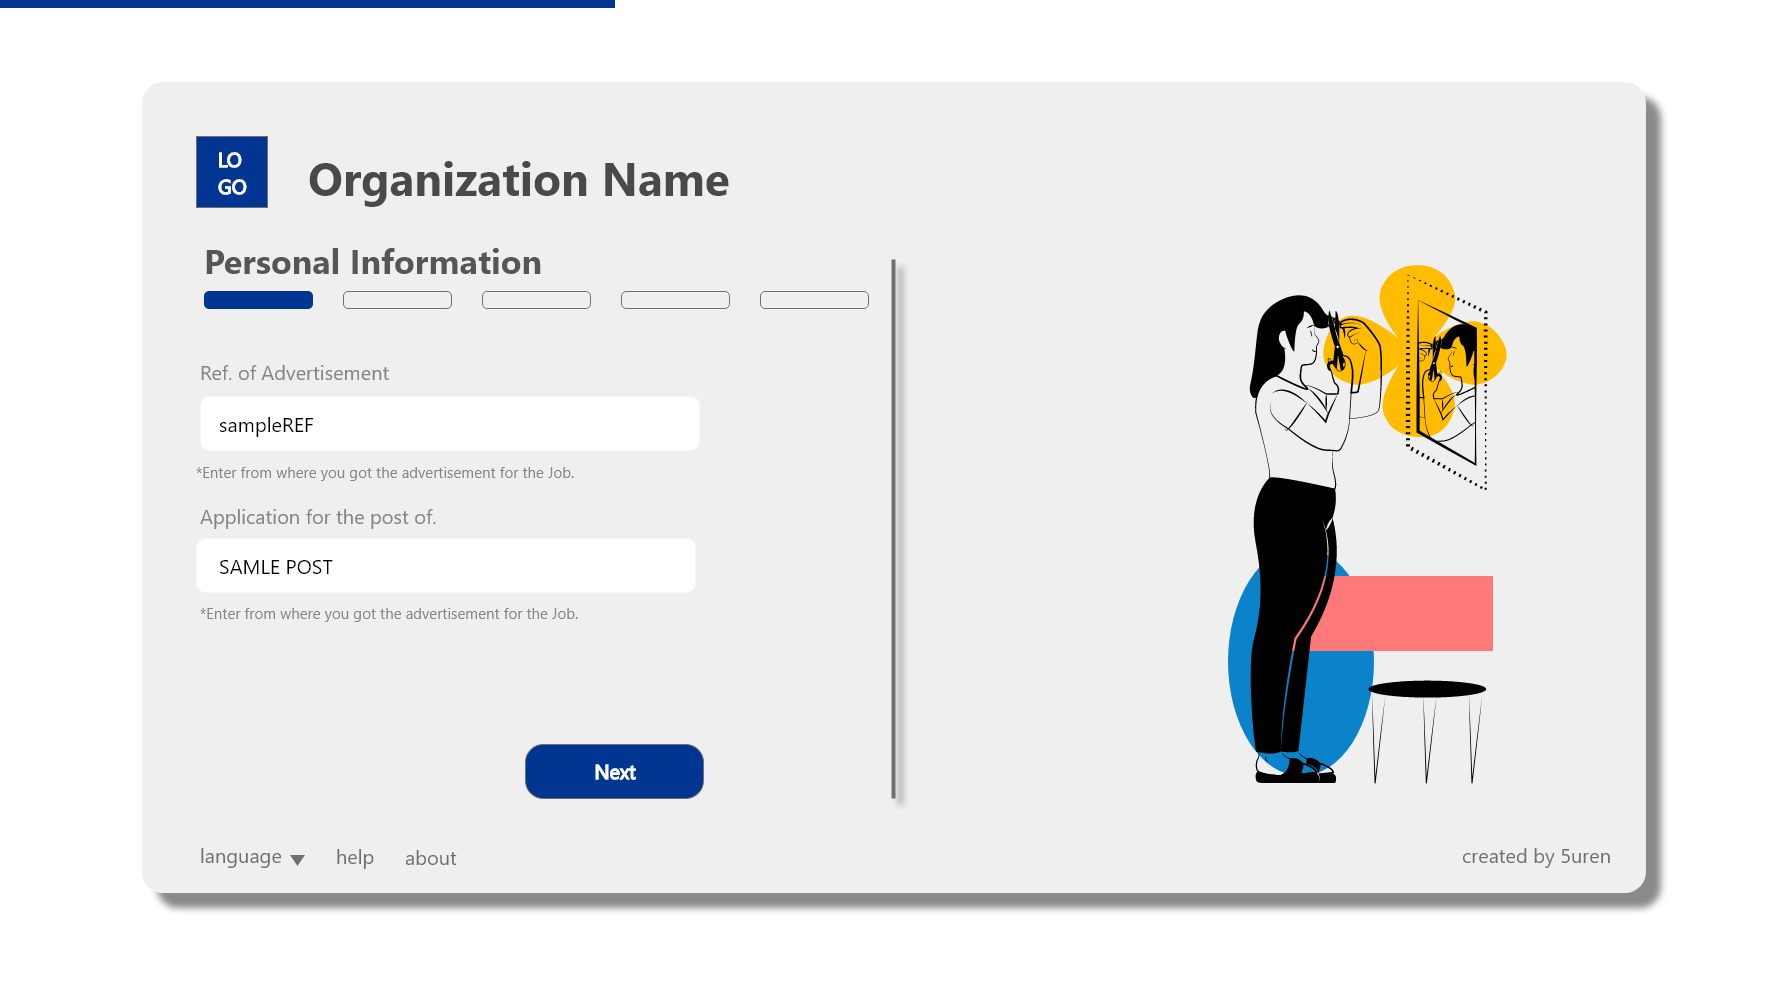 LO
GO
Organization Name
Personal Information
Ref. of Advertisement
sampleREF
*Enter from where you got the advertisement for the Job.
Application for the post of.
SAMLE POST
*Enter from where you got the advertisement for the Job.
Next
language help about
created by 5uren